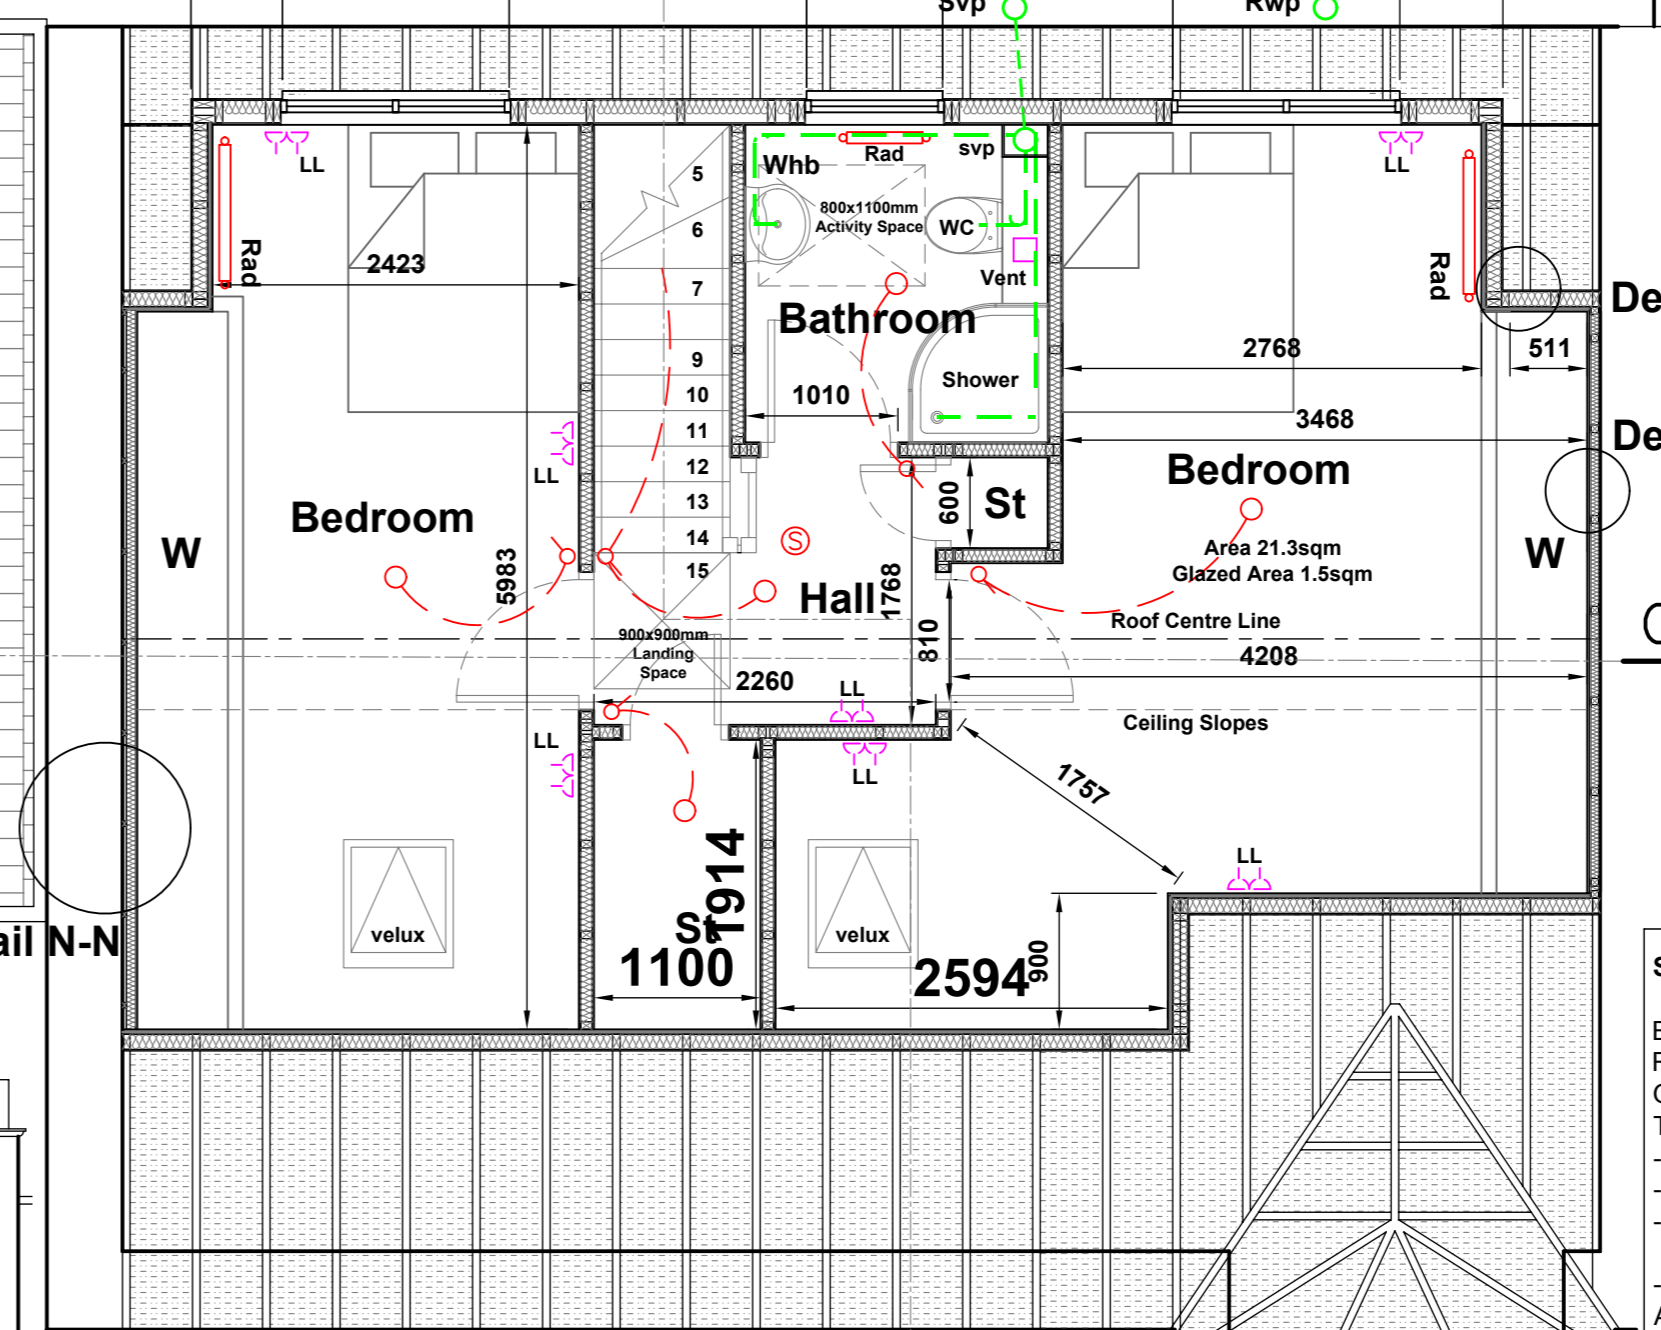 Svp
Rwp
LL
Whb
Rad
svp
LL
5
6
7
9
10
11
12
13
14
15
800x1100mm
Activity Space
WC
Vent
Rad
2423
Rad
De
Bathroom
2768
511
Shower
1010
3468
De
LL
Bedroom
Bedroom
600
St
W
5983
Hall
1768
Area 21.3sqm
Glazed Area 1.5sqm
W
900x900mm
Landing
Space
810
Roof Centre Line
4208
2260
LL
Ceiling Slopes
LL
LL
1757
1914
LL
velux
St
velux
ail N-N
1100
2594
900